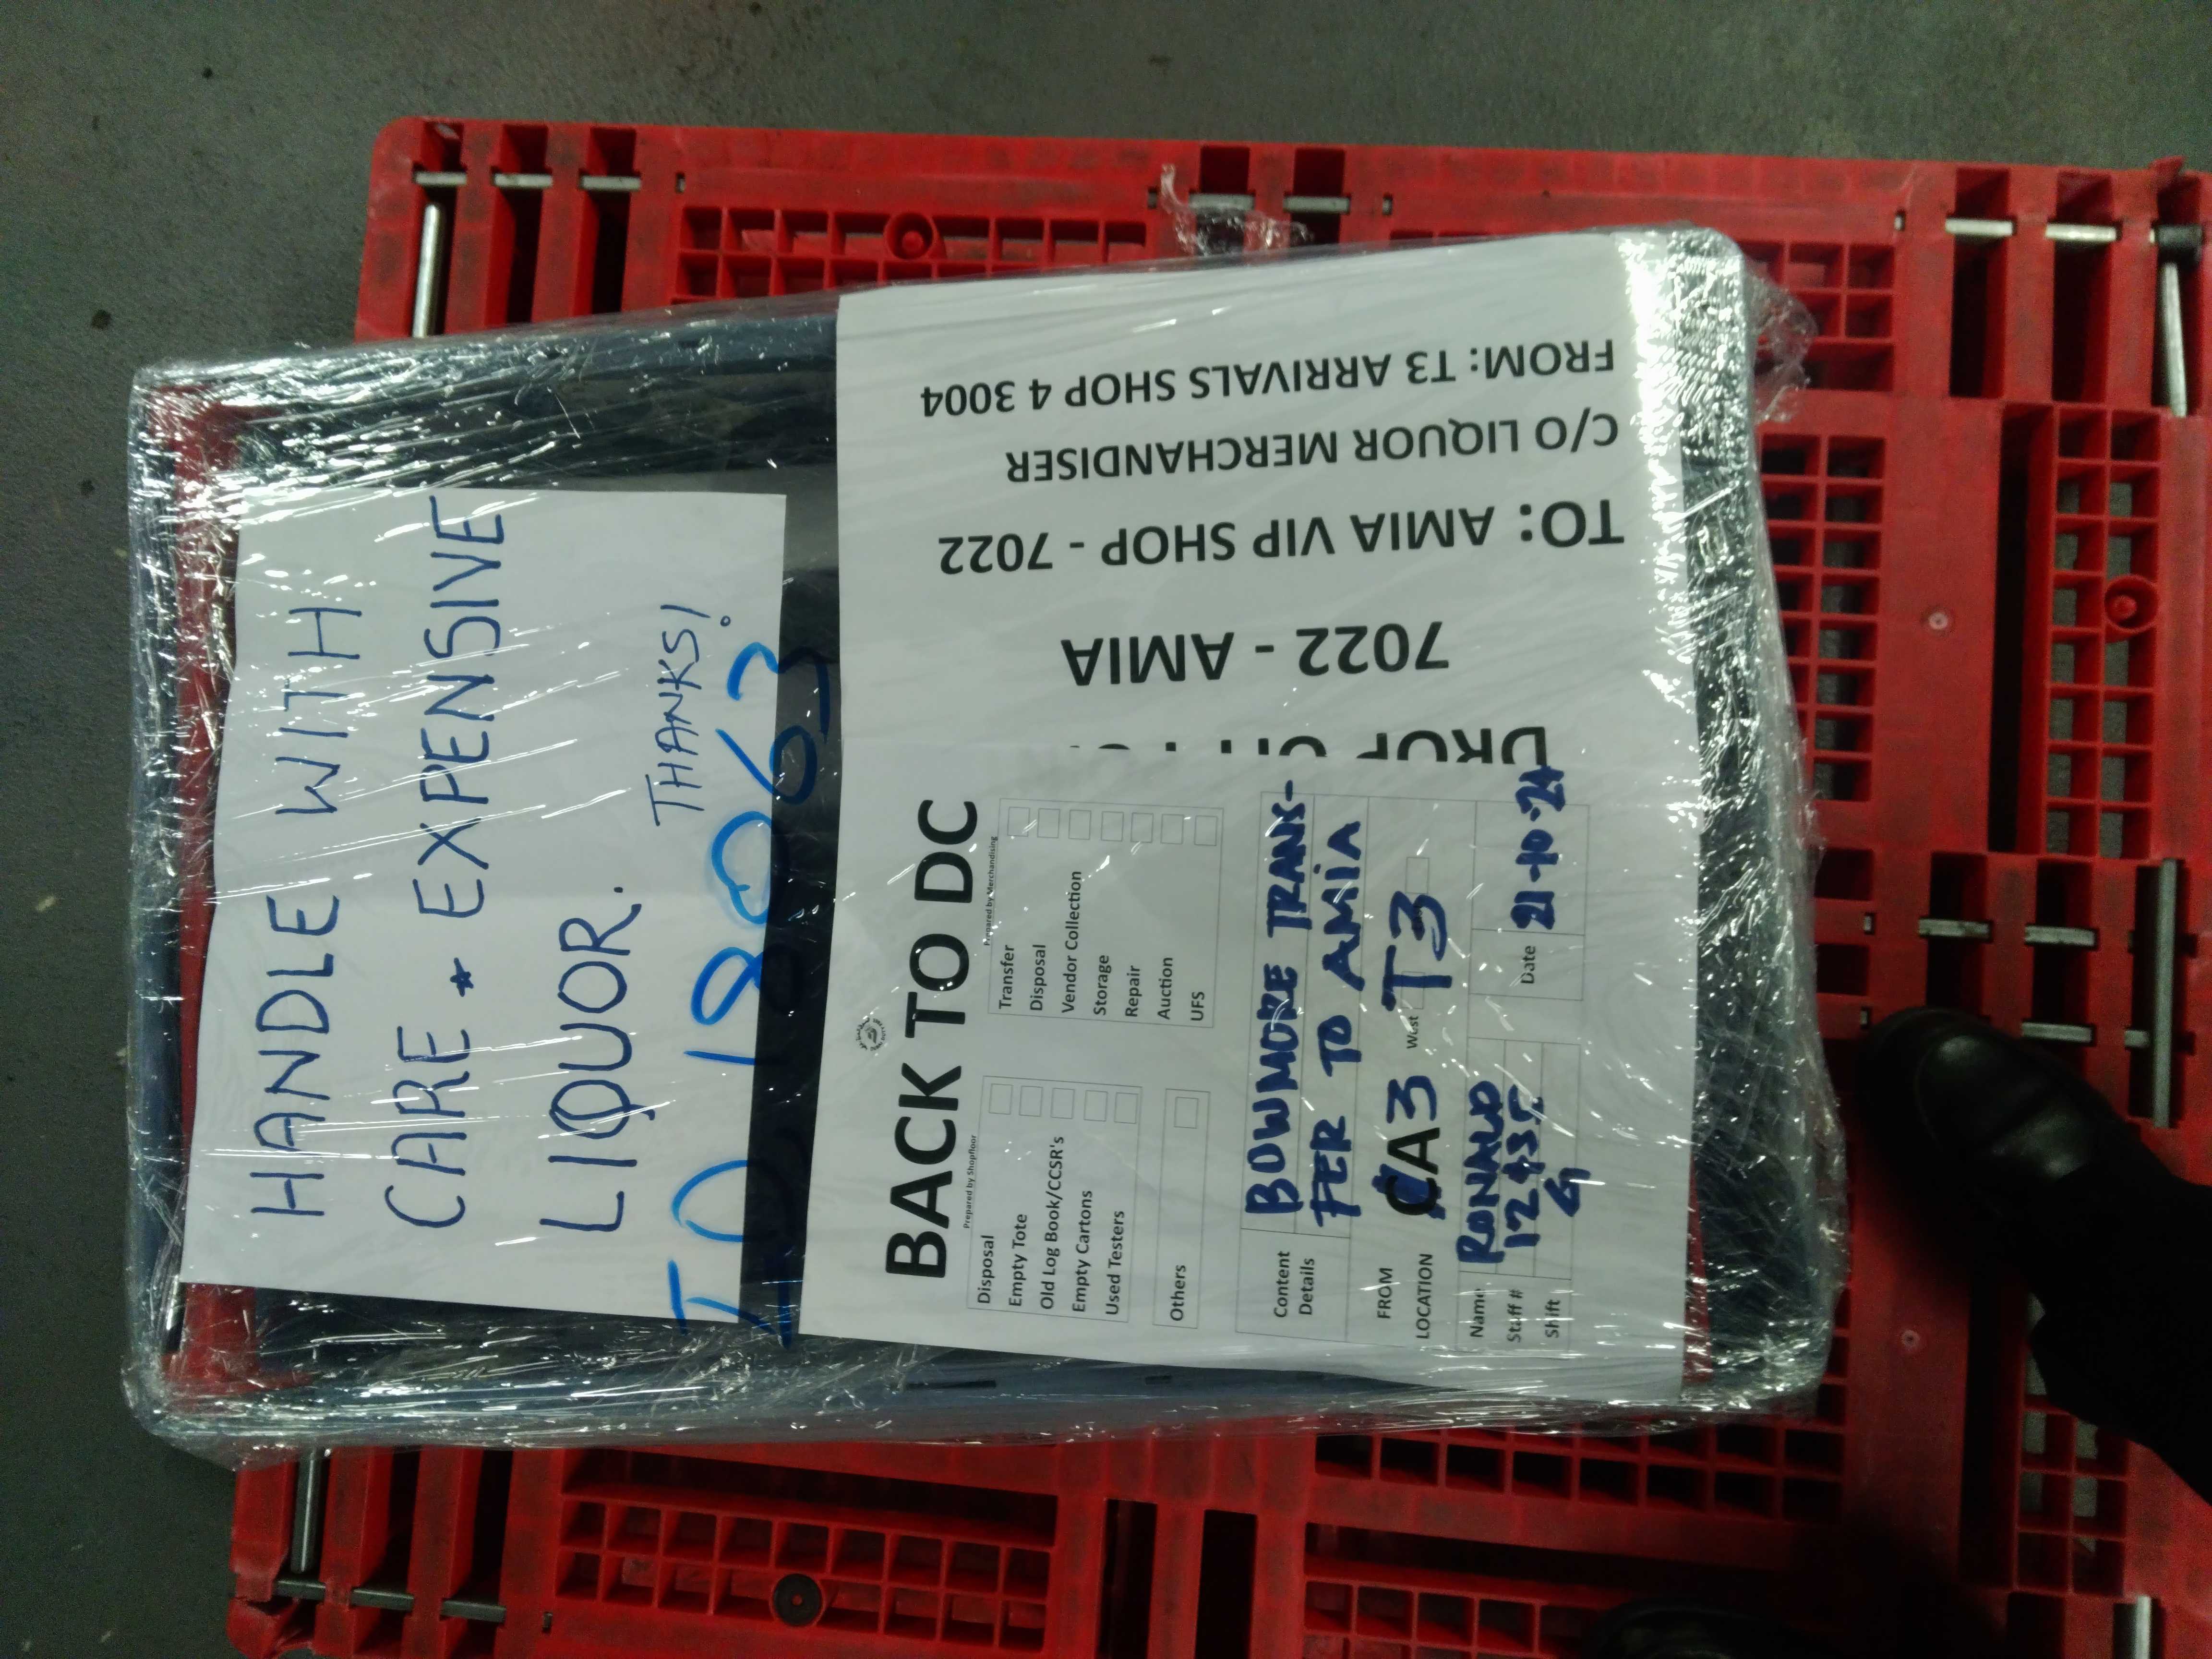 HANDLE WITH
CARE * EXPENSIVE
LIQUOR.
THANKS!
TO 18063
FROM: T3 ARRIVALS SHOP 4 3004
C/O LIQUOR MERCHANDISER
TO: AMIA VIP SHOP - 7022
7022 - AMIA
BACK TO DC
Prepared by Shopfloor
Disposal
Empty Tote
Old Log Book/CCSR's
Empty Cartons
Used Testers
Others
Prepared by Merchandising
Transfer
Disposal
Vendor Collection
Storage
Repair
Auction
UFS
Content Details
BOWMORE TRANS-
FER TO AMIA
FROM LOCATION
CA3 West T3
Name RONALD
Staff # 12435
Shift G
Date 21-10-24